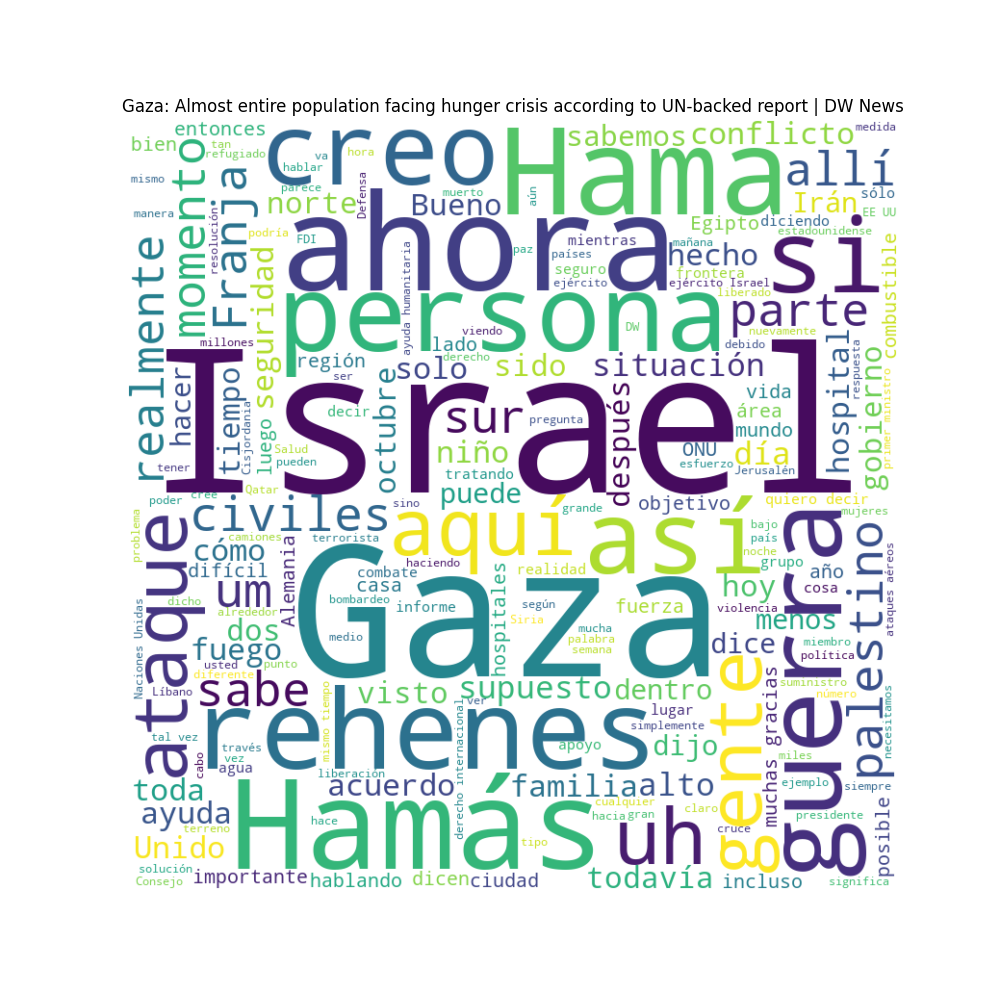 Gaza: Almost entire population facing hunger crisis according to UN-backed report | DW News
entonces
bien
tan
refugiado
creo
va
hora
hablar
parece
Hama
sabemos
conflicto
medida
allí
mismo
momento
Franja
norte
Defensa
Bueno
muerto
aún
Irán
sólo
EE UU
manera
resolución
podría
FDI
ahora
paz
países
mientras
mañana
Egipto
diciendo
estadounidense
hecho
si
realmente
seguridad
ayuda humanitaria
seguro
ejército
frontera
ejército Israel
liberado
combustible
persona
DW
parte
nuevamente
millones
viendo
lado
derecho
debido
hacer
tiempo
región
ser
solo
sido
situación
hospital
respuesta
gobierno
primer ministro
Israel
Cisjordania
luego
decir
octubre
sur
pregunta
después
vida
área
mundo
niño
ONU
día
Salud
pueden
tener
tratando
esfuerzo
Jerusalén
poder
cree
Qatar
puede
sino
grande
objetivo
quiero decir
mujeres
ataque
problema
civiles
aquí
así
bajo
país
noche
guerra
palestino
ataques aéreos
camiones
terrorista
cómo
difícil
Alemania
haciendo
combate
casa
realidad
grupo
año
um
Gaza
bombardeo
informe
hospitales
según
Siria
fuerza
hoy
cosa
dicho
alrededor
violencia
menos
Naciones Unidas
dos
medio
mucha
palabra
semana
dice
miembro
política
fuego
usted
punto
diferente
Líbano
sabe
visto
supuesto
dentro
gente
muchas gracias
suministro
número
necesitamos
rehenes
mismo tiempo
ver
lugar
simplemente
derecho internacional
tal vez
través
vez
cabo
agua
apoyo
dijo
miles
liberación
toda
acuerdo
familia
alto
ejemplo
siempre
ayuda
Hamás
hace
cualquier
hacia
gran
claro
uh
cruce
presidente
posible
terreno
Unido
tipo
solución
Consejo
importante
hablando
dicen
ciudad
todavía
incluso
significa